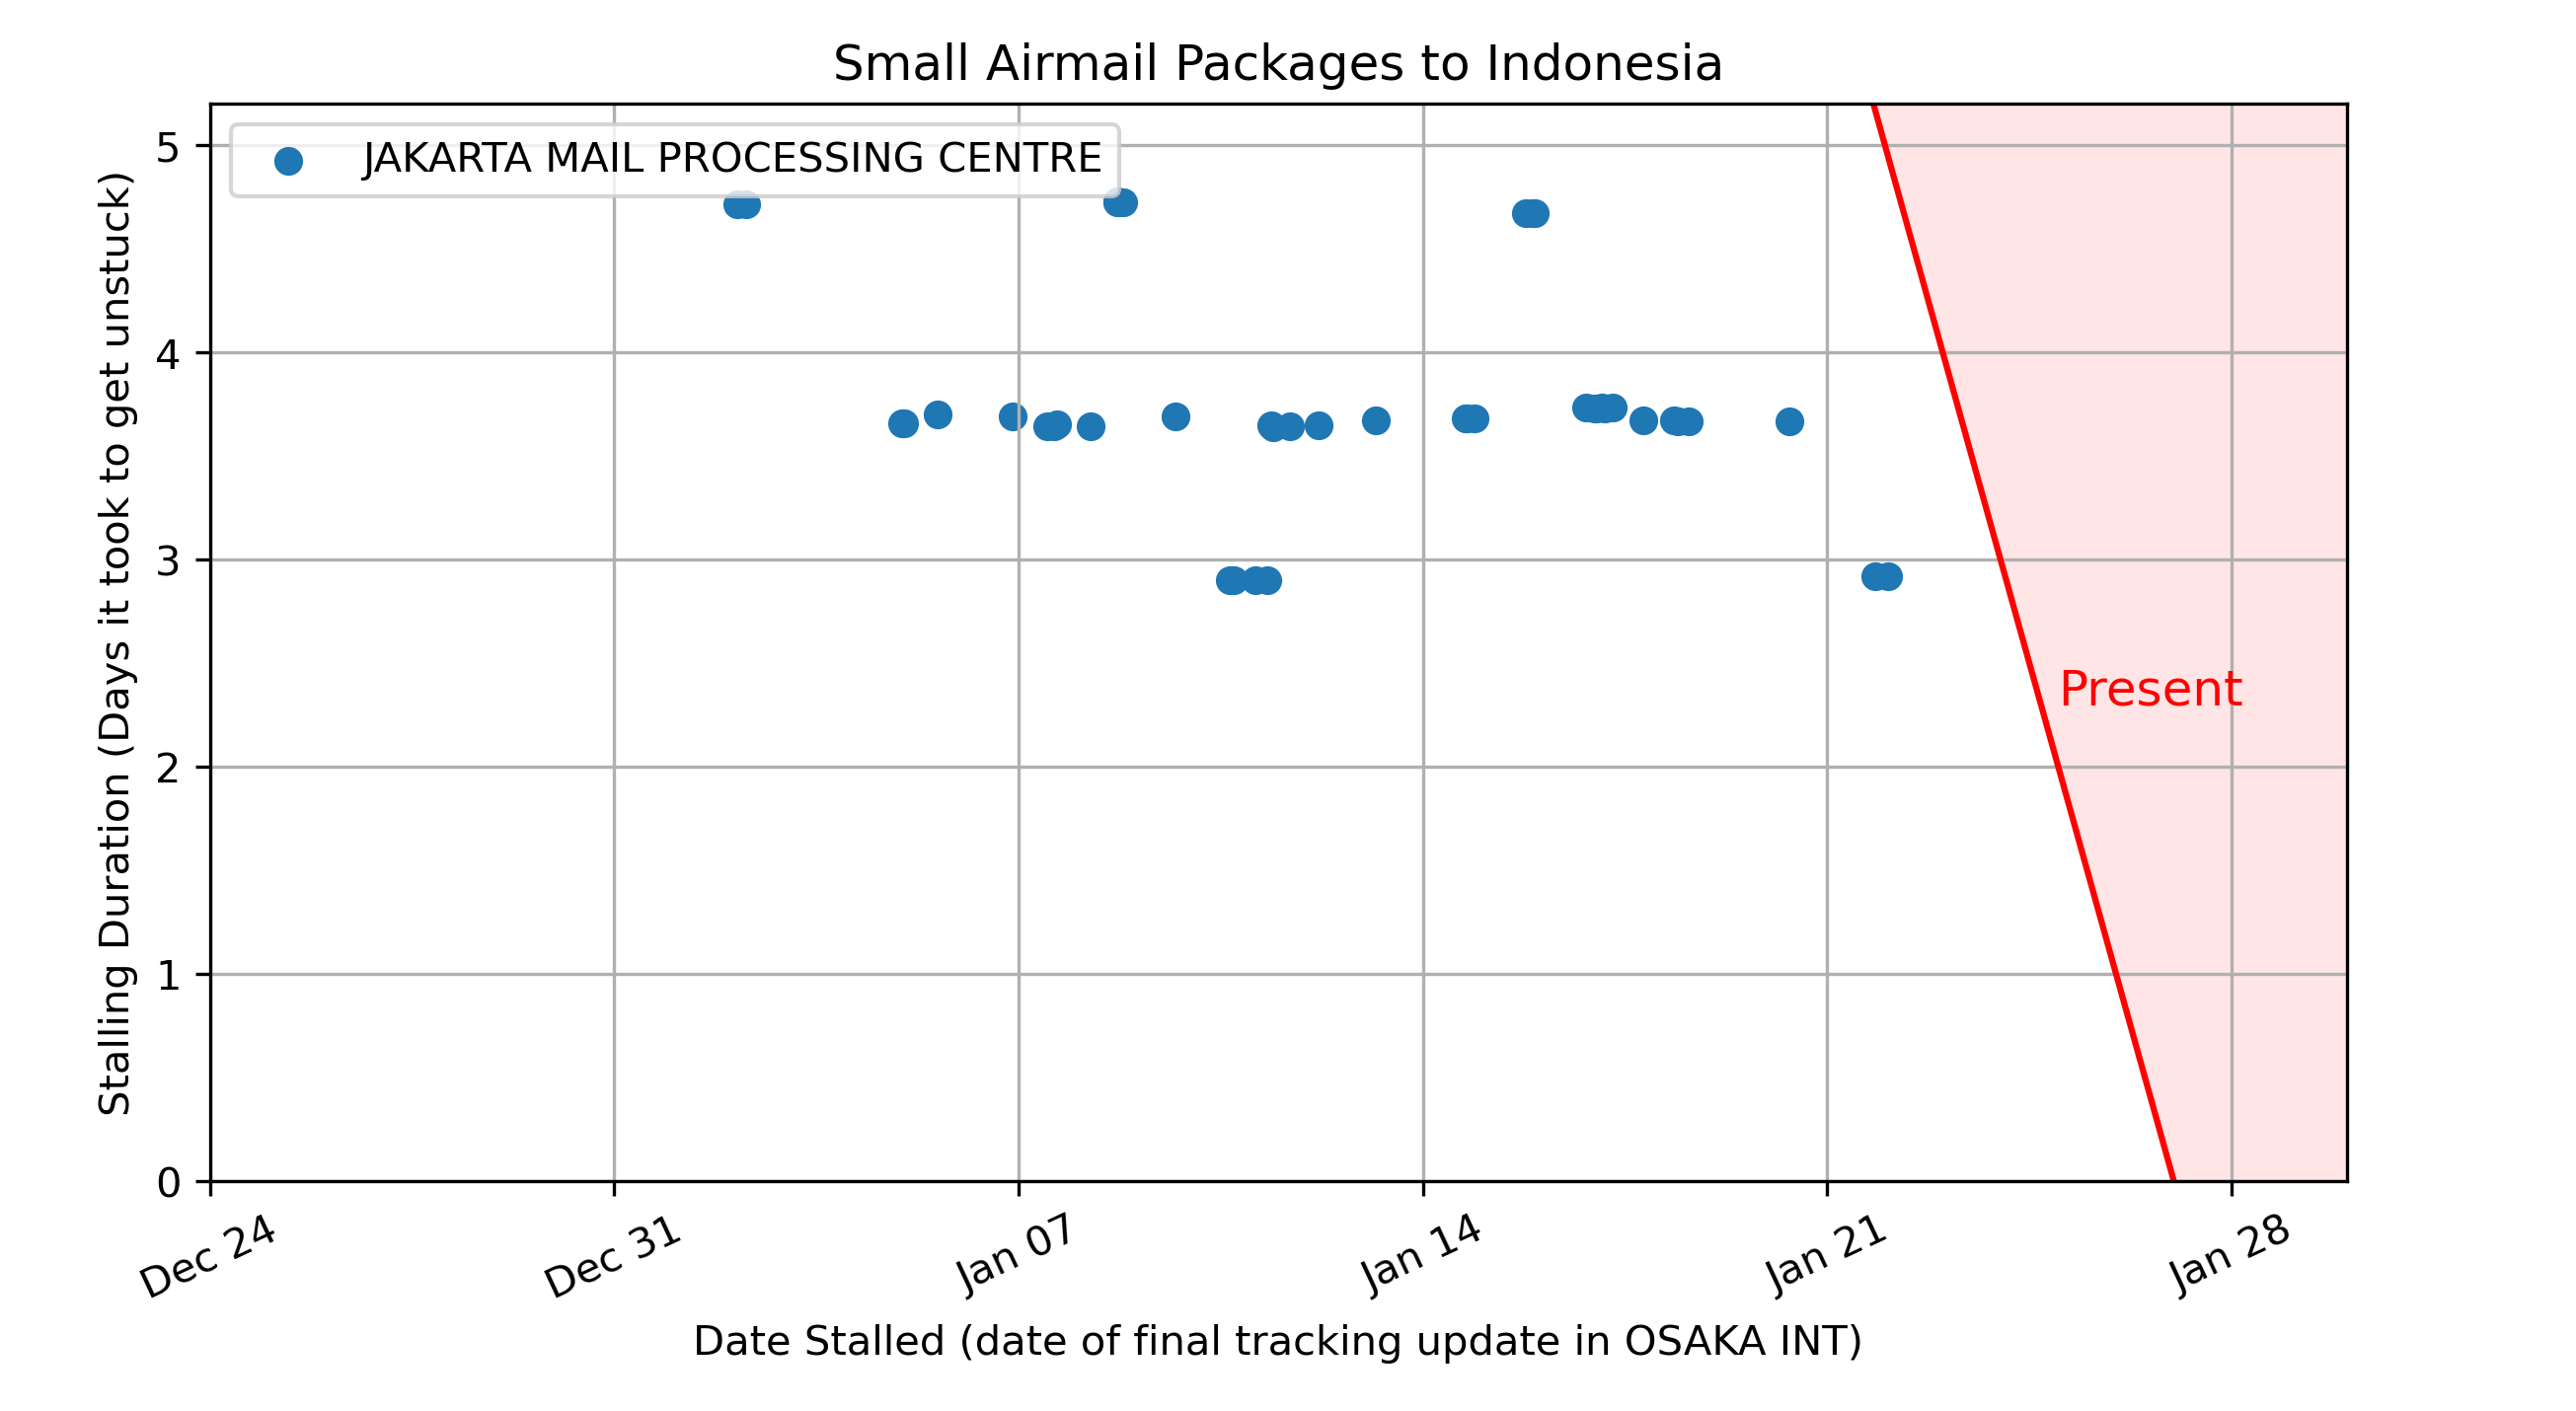 Small Airmail Packages to Indonesia
JAKARTA MAIL PROCESSING CENTRE
Stalling Duration (Days it took to get unstuck)
5
4
3
2
1
0
Present
Dec 24
Dec 31
Jan 07
Jan 14
Jan 21
Jan 28
Date Stalled (date of final tracking update in OSAKA INT)